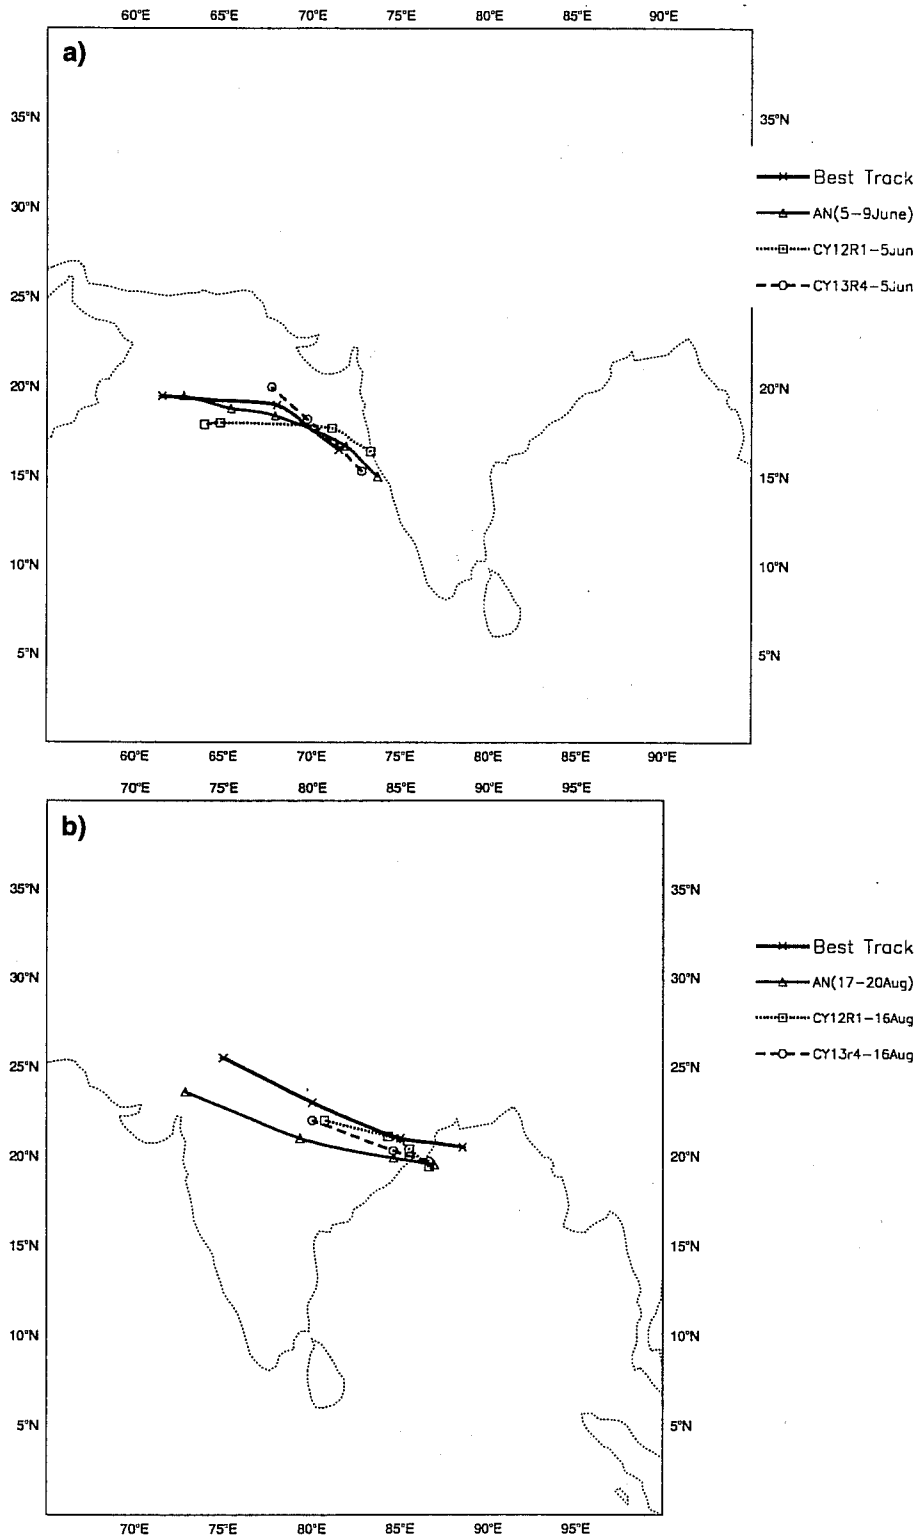 60°E 65°E 70°E 75°E 80°E 85°E 90°E
a)
35°N 35°N
Best Track
30°N
AN(5-9June)
CY12R1-5Jun
CY13R4-5Jun
25°N
20°N 20°N
15°N 15°N
10°N 10°N
5°N 5°N
60°E 65°E 70°E 75°E 80°E 85°E 90°E
70°E 75°E 80°E 85°E 90°E 95°E
b)
35°N 35°N
Best Track
30°N 30°N
AN(17-20Aug)
CY12R1-16Aug
CY13r4-16Aug
25°N 25°N
20°N 20°N
15°N 15°N
10°N 10°N
5°N 5°N
70°E 75°E 80°E 85°E 90°E 95°E